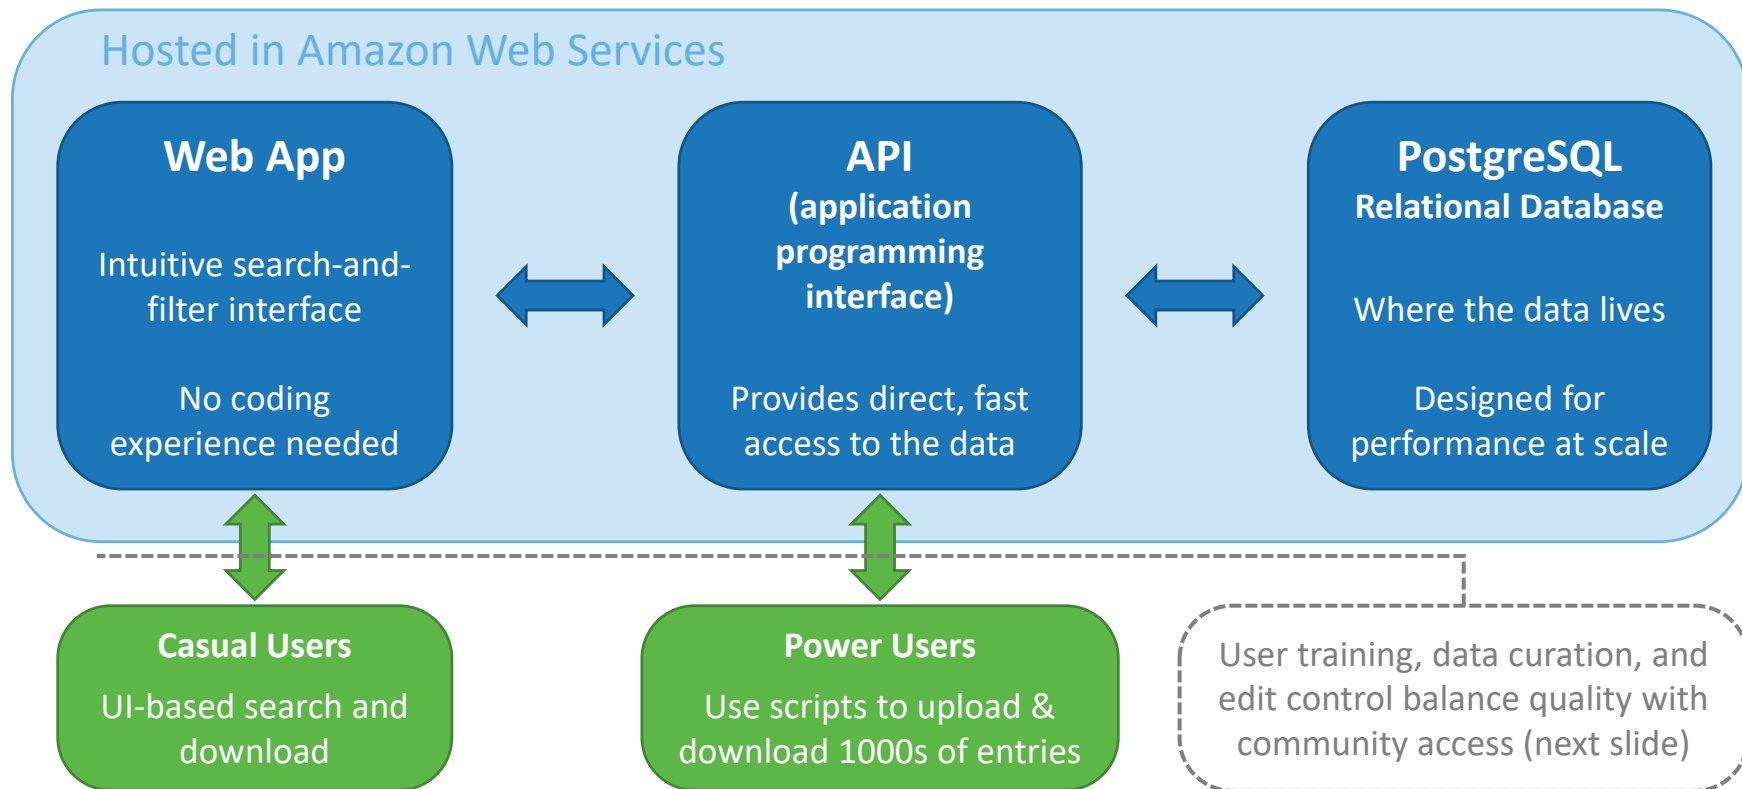 Hosted in Amazon Web Services
Web App
Intuitive search-and-
filter interface
No coding
experience needed
API
(application
programming
interface)
Provides direct, fast
access to the data
PostgreSQL
Relational Database
Where the data lives
Designed for
performance at scale
Casual Users
UI-based search and
download
Power Users
Use scripts to upload &
download 1000s of entries
User training, data curation, and
edit control balance quality with
community access (next slide)